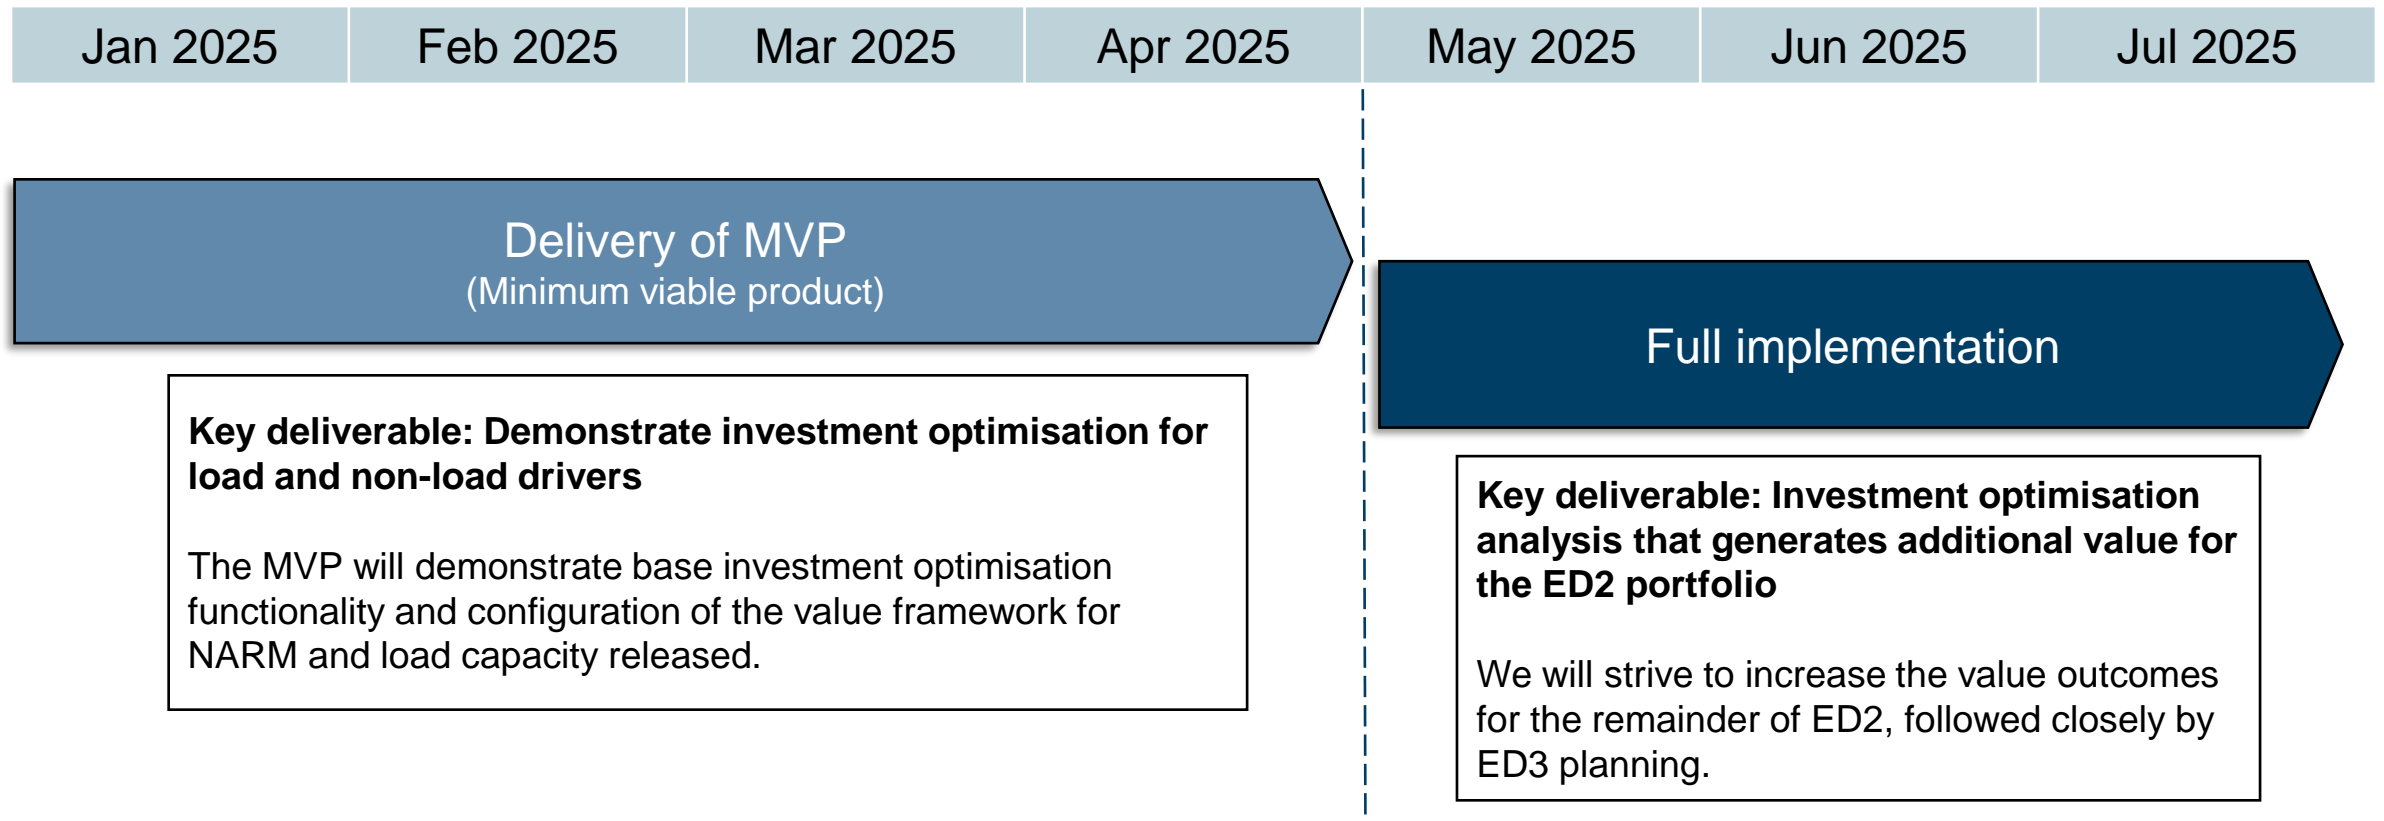 Jan 2025
Feb 2025
Mar 2025
Apr 2025
May 2025
Jun 2025
Jul 2025
Delivery of MVP
(Minimum viable product)
Full implementation
Key deliverable: Demonstrate investment optimisation for
load and non-load drivers
The MVP will demonstrate base investment optimisation
functionality and configuration of the value framework for
NARM and load capacity released.
Key deliverable: Investment optimisation
analysis that generates additional value for
the ED2 portfolio
We will strive to increase the value outcomes
for the remainder of ED2, followed closely by
ED3 planning.